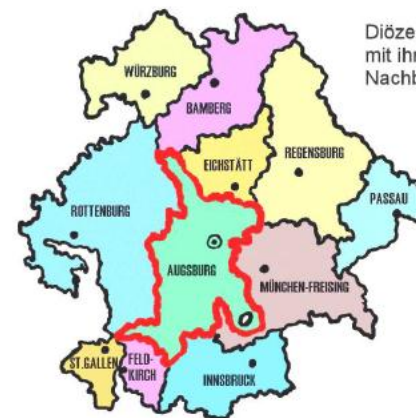 Diöze
mit ihr
Nachb
WÜRZBURG
BAMBERG
EICHSTÄTT
REGENSBURG
PASSAU
ROTTENBURG
AUGSBURG
MÜNCHEN-FREISING
ST.GALLEN
FELD-
KIRCH
INNSBRUCK